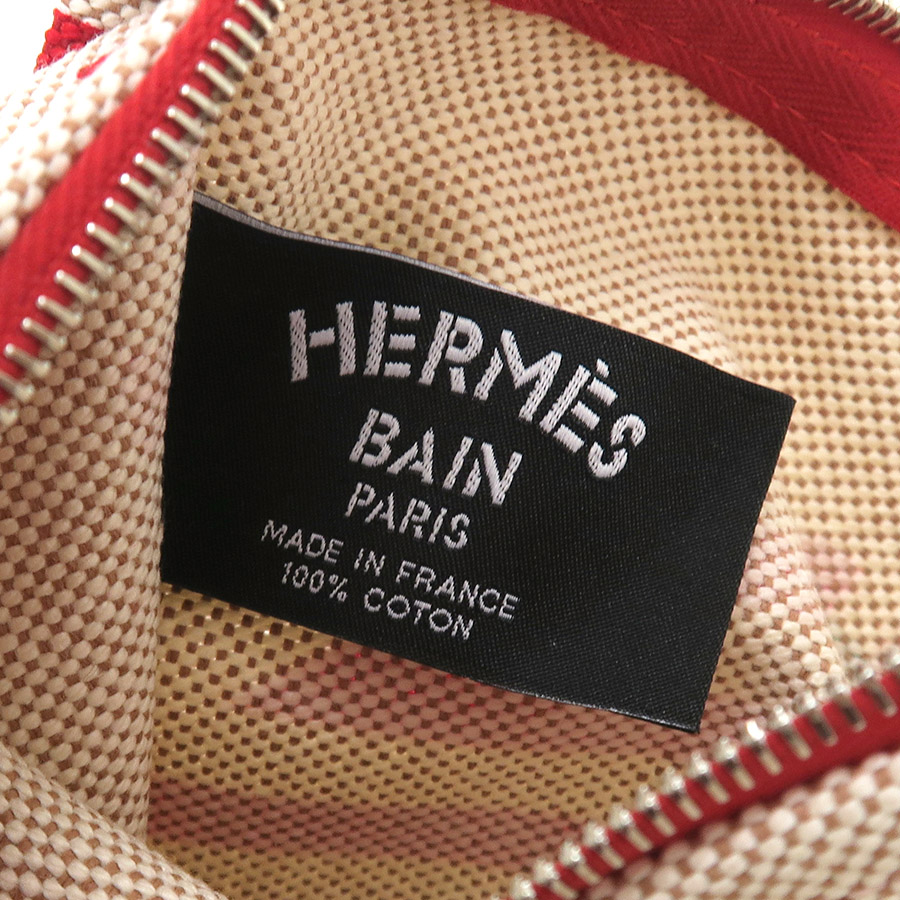 HERMÈS
BAIN
PARIS
MADE IN FRANCE
100% COTON